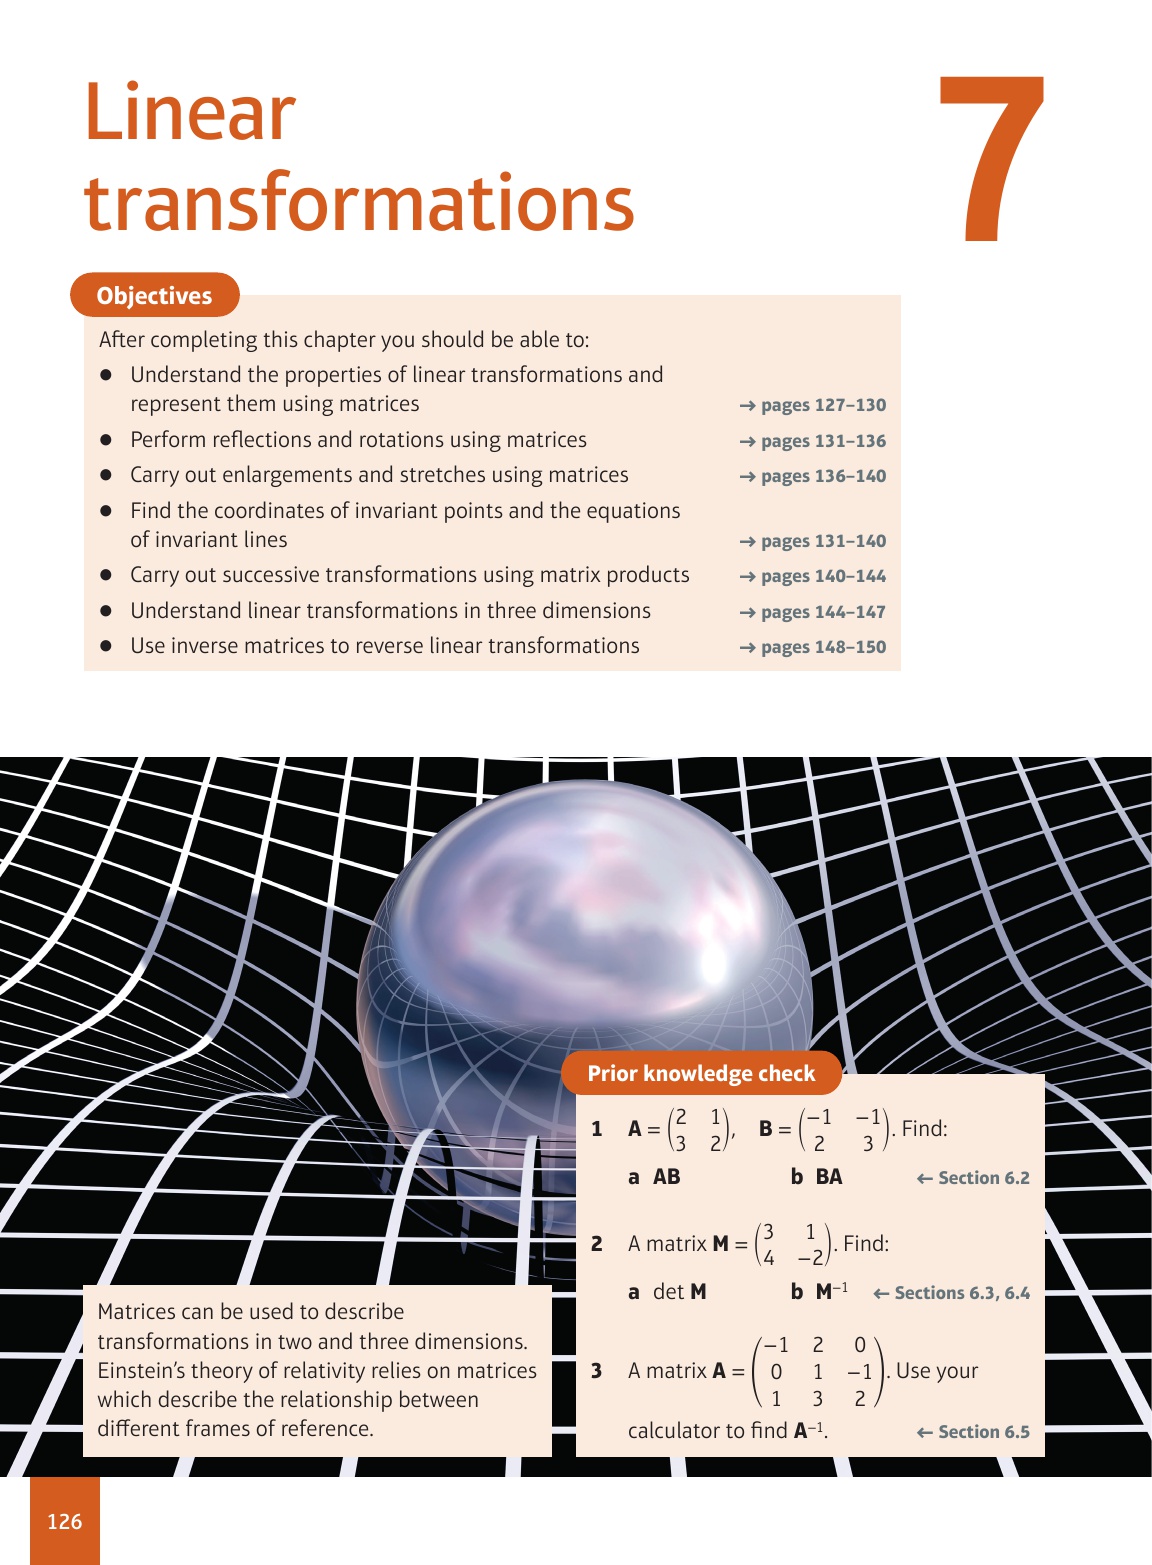 Linear
transformations
7
Objectives
After completing this chapter you should be able to:
● Understand the properties of linear transformations and
represent them using matrices → pages 127–130
● Perform reflections and rotations using matrices → pages 131–136
● Carry out enlargements and stretches using matrices → pages 136–140
● Find the coordinates of invariant points and the equations
of invariant lines → pages 131–140
● Carry out successive transformations using matrix products → pages 140–144
● Understand linear transformations in three dimensions → pages 144–147
● Use inverse matrices to reverse linear transformations → pages 148–150
Matrices can be used to describe
transformations in two and three dimensions.
Einstein’s theory of relativity relies on matrices
which describe the relationship between
different frames of reference.
Prior knowledge check
1 A = (2 1; 3 2), B = (−1 −1; 2 3). Find:
a AB b BA ← Section 6.2
2 A matrix M = (3 1; 4 −2). Find:
a det M b M⁻¹ ← Sections 6.3, 6.4
3 A matrix A = (−1 2 0; 0 1 −1; 1 3 2). Use your
calculator to find A⁻¹. ← Section 6.5
126